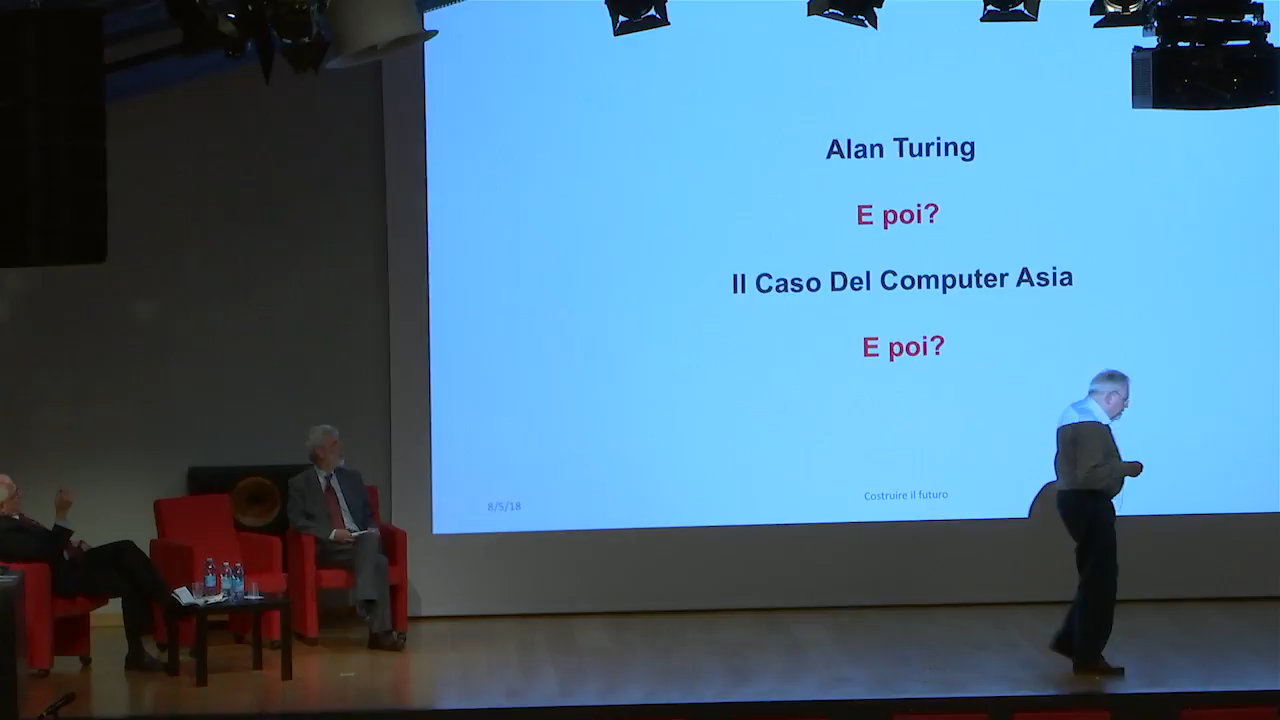 Alan Turing
E poi?
Il Caso Del Computer Asia
E poi?
8/5/18
Costruire il futuro